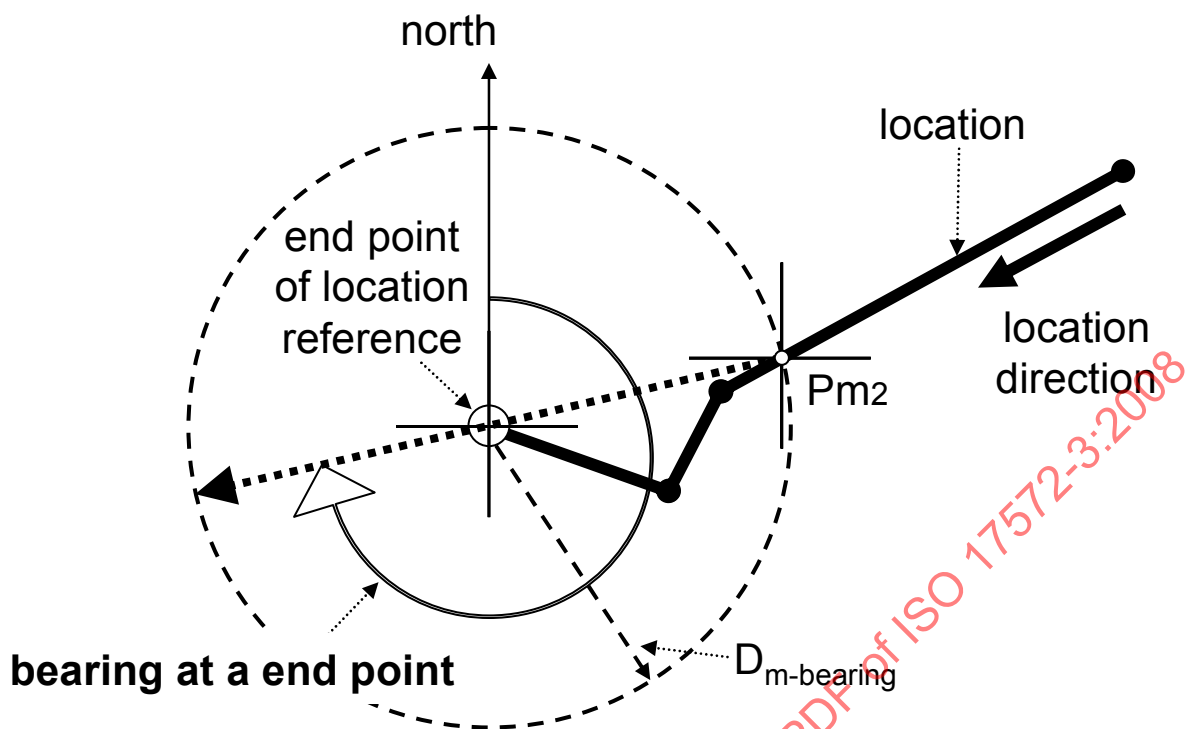 north
location
end point
of location
reference
location
direction
Pm2
Dm-bearing
bearing at a end point
PDF of ISO 17572-3:2008